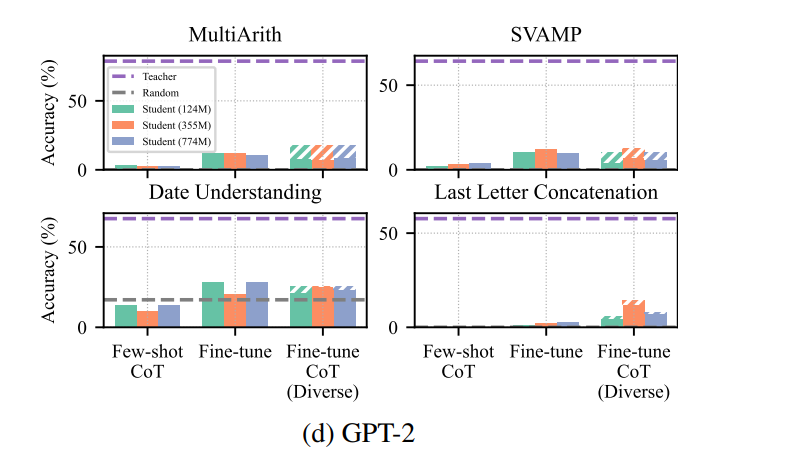 MultiArith
SVAMP
Accuracy (%)
50
0
Teacher
Random
Student (124M)
Student (355M)
Student (774M)
50
0
Date Understanding
Last Letter Concatenation
Accuracy (%)
50
0
50
0
Few-shot
CoT
Fine-tune
Fine-tune
CoT
(Diverse)
Few-shot
CoT
Fine-tune
Fine-tune
CoT
(Diverse)
(d) GPT-2